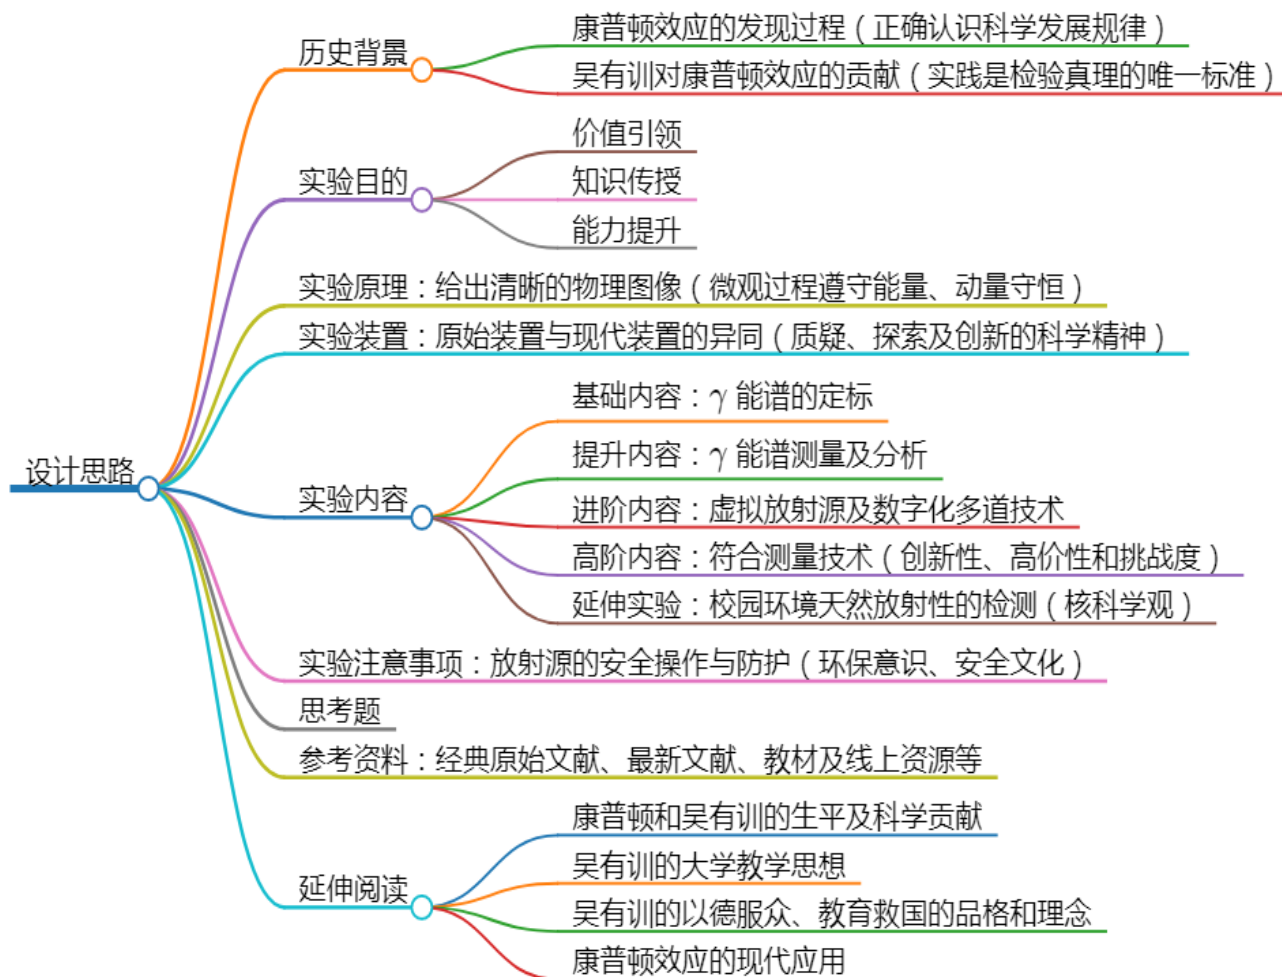 设计思路
历史背景
康普顿效应的发现过程（正确认识科学发展规律）
吴有训对康普顿效应的贡献（实践是检验真理的唯一标准）
实验目的
价值引领
知识传授
能力提升
实验原理：给出清晰的物理图像（微观过程遵守能量、动量守恒）
实验装置：原始装置与现代装置的异同（质疑、探索及创新的科学精神）
实验内容
基础内容：γ 能谱的定标
提升内容：γ 能谱测量及分析
进阶内容：虚拟放射源及数字化多道技术
高阶内容：符合测量技术（创新性、高价性和挑战度）
延伸实验：校园环境天然放射性的检测（核科学观）
实验注意事项：放射源的安全操作与防护（环保意识、安全文化）
思考题
参考资料：经典原始文献、最新文献、教材及线上资源等
延伸阅读
康普顿和吴有训的生平及科学贡献
吴有训的大学教学思想
吴有训的以德服众、教育救国的品格和理念
康普顿效应的现代应用